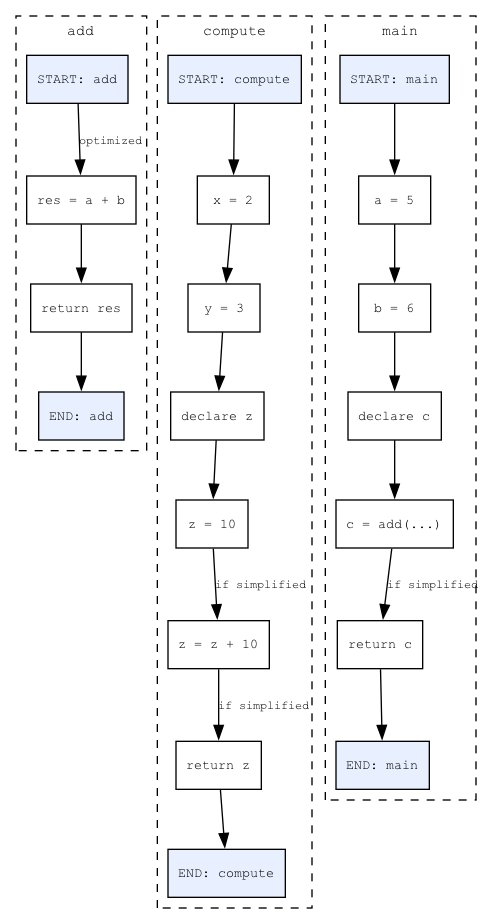 add
START: add
optimized
res = a + b
return res
END: add
compute
START: compute
x = 2
y = 3
declare z
z = 10
if simplified
z = z + 10
if simplified
return z
END: compute
main
START: main
a = 5
b = 6
declare c
c = add(...)
if simplified
return c
END: main